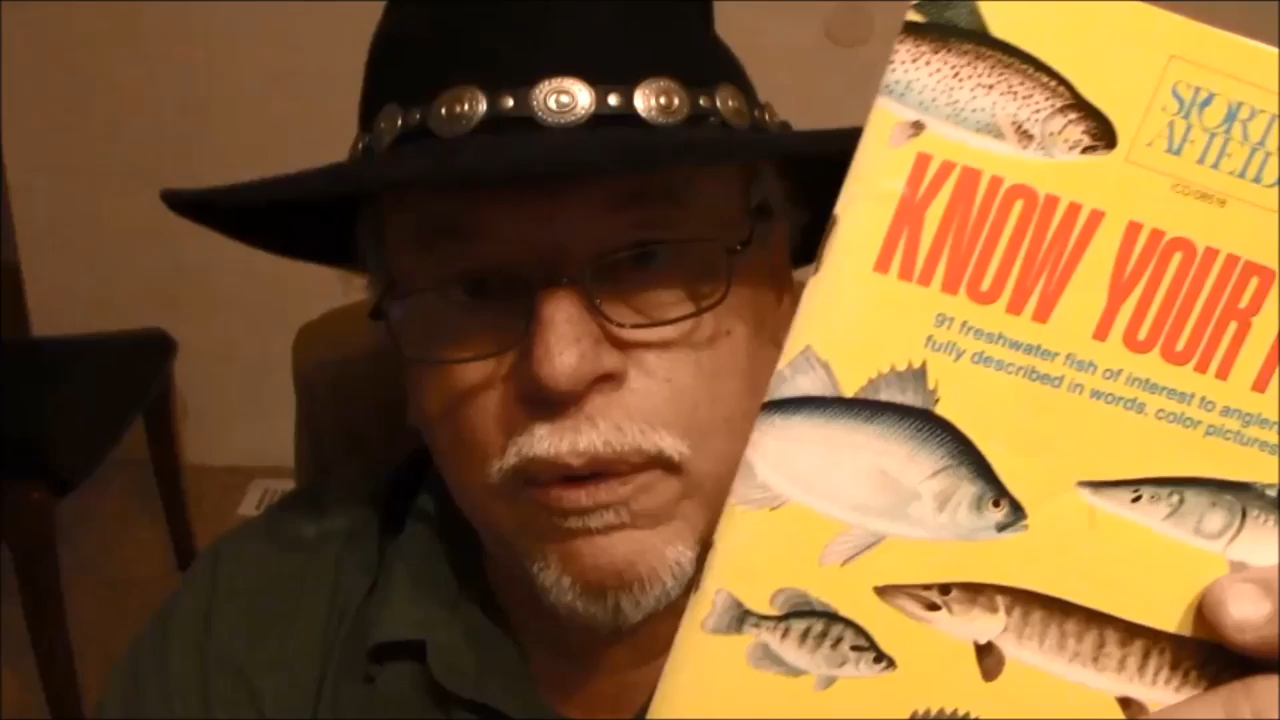 SPORTS
AFIELD
KNOW YOUR
91 freshwater fish of interest to angler
fully described in words, color pictures